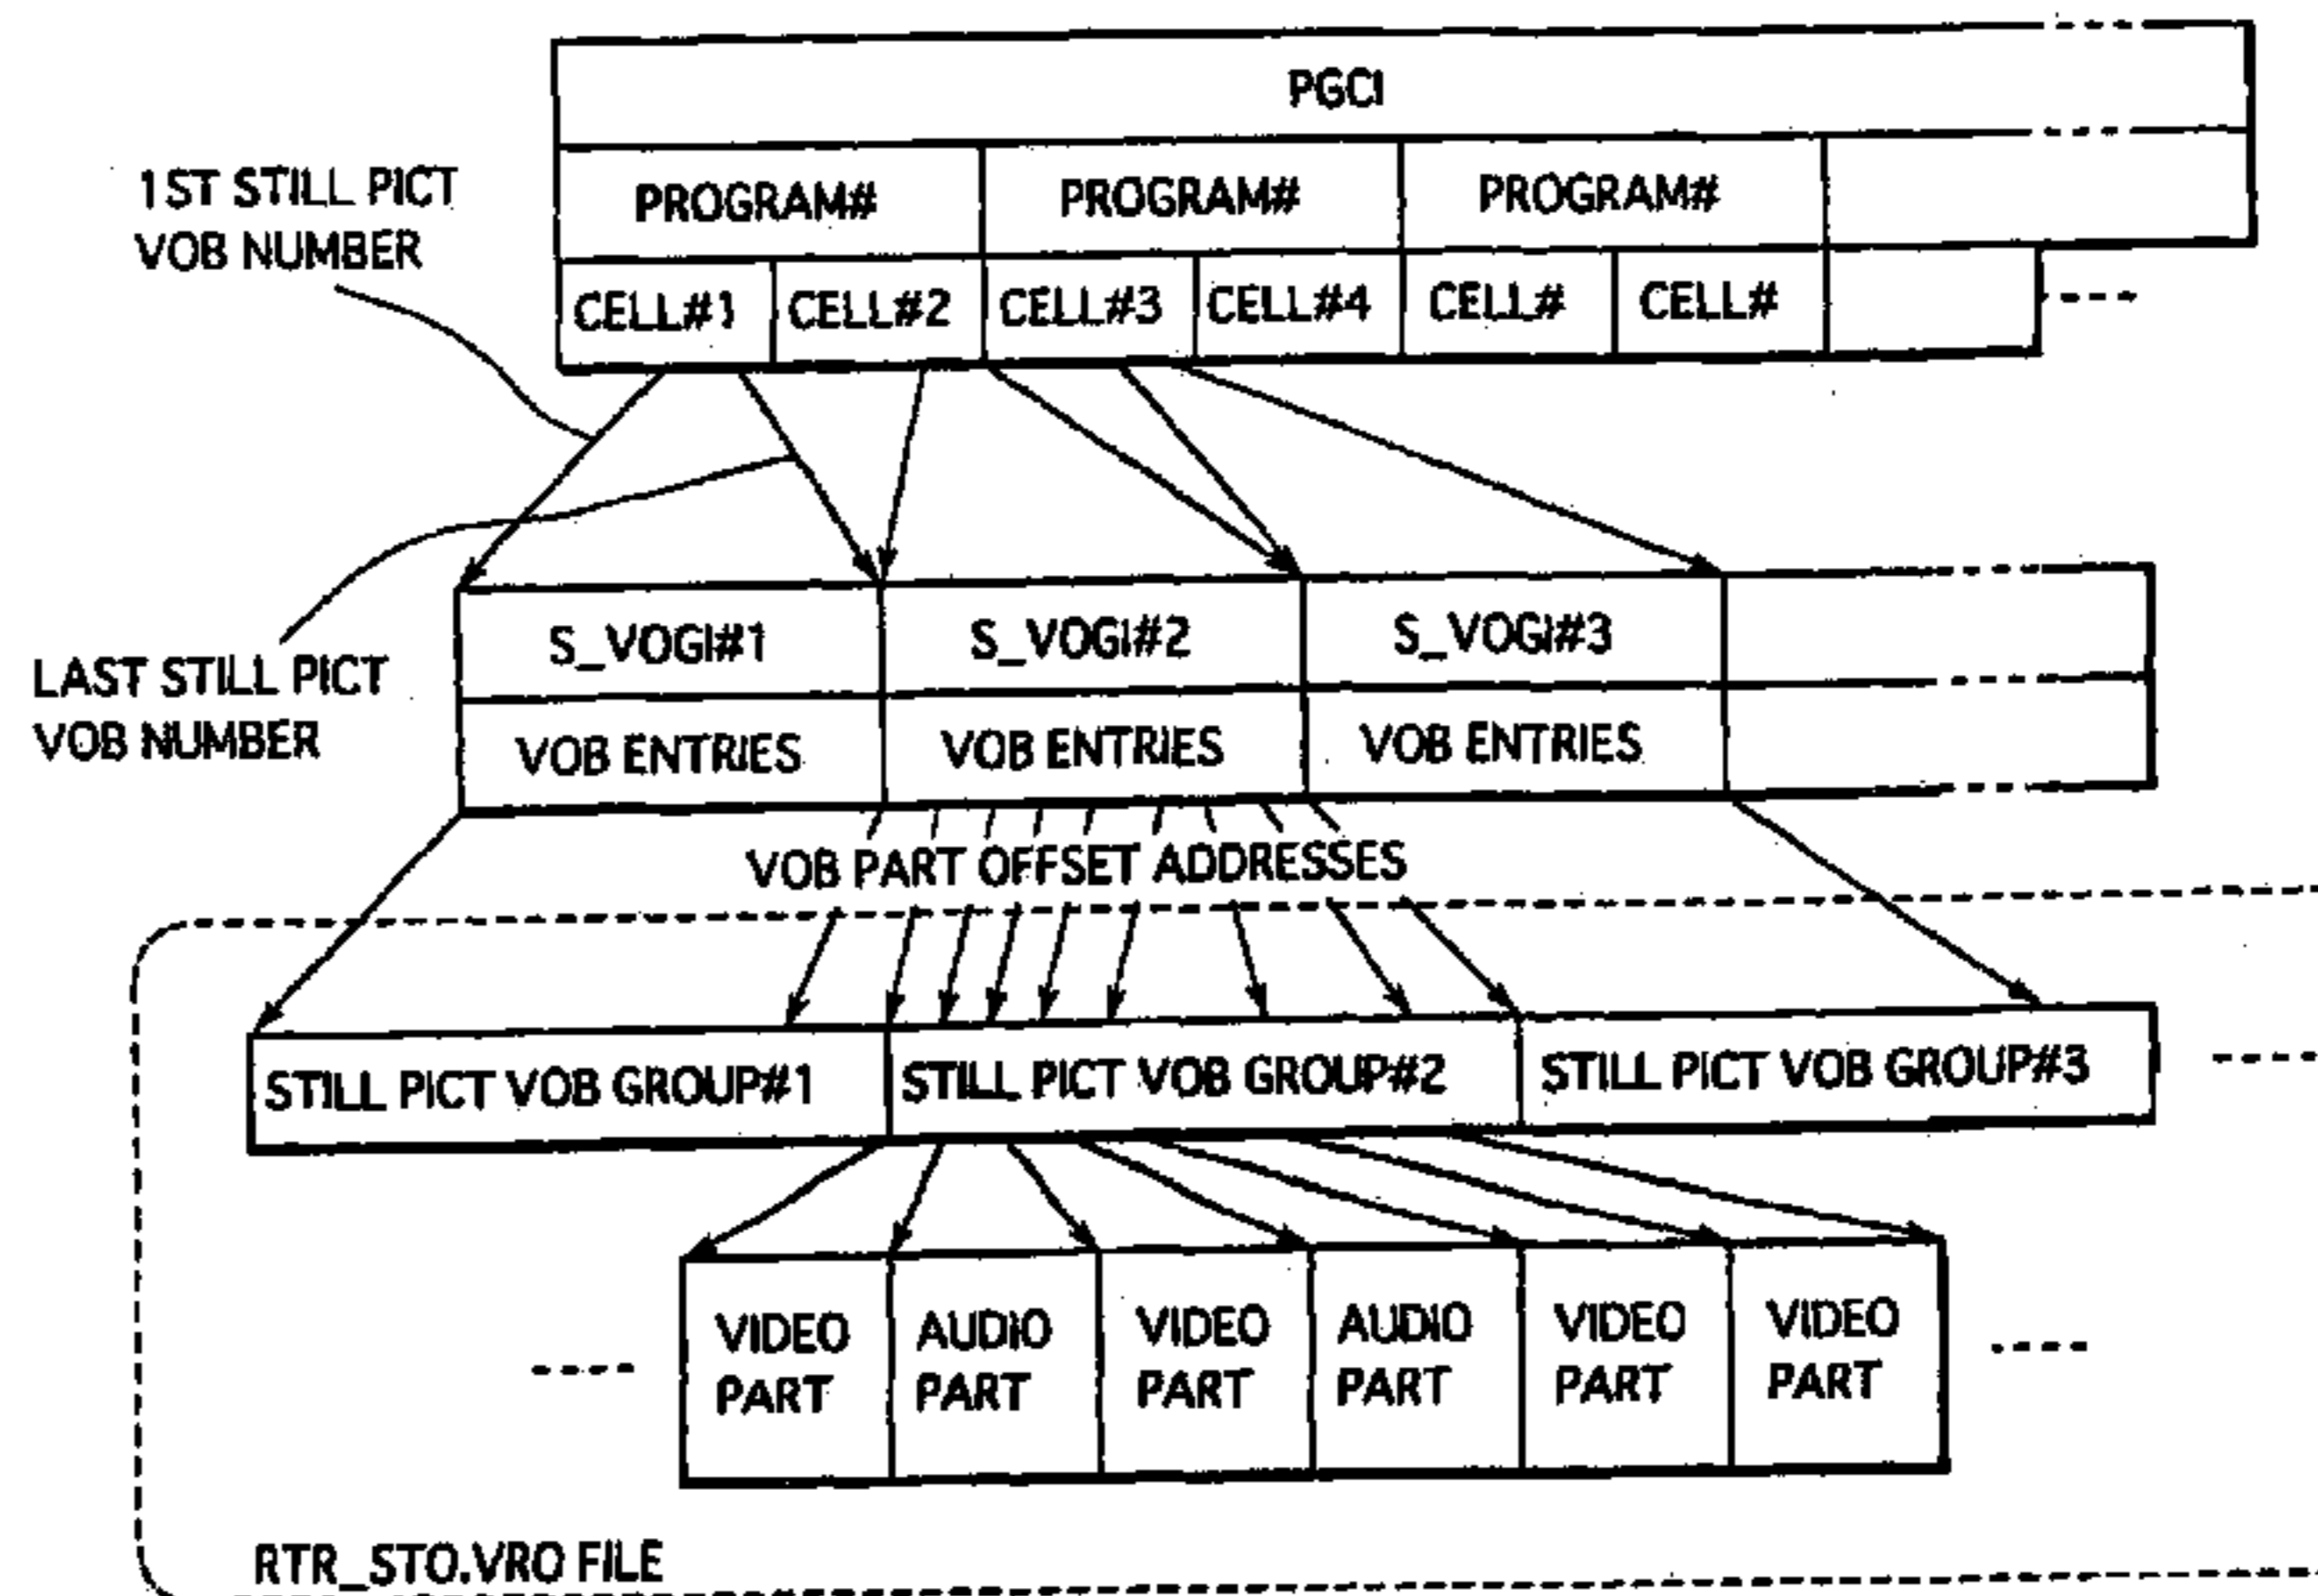 PGCI
1ST STILL PICT
VOB NUMBER
PROGRAM# PROGRAM# PROGRAM#
CELL#1 CELL#2 CELL#3 CELL#4 CELL# CELL#
S_VOGI#1 S_VOGI#2 S_VOGI#3
LAST STILL PICT
VOB NUMBER
VOB ENTRIES VOB ENTRIES VOB ENTRIES
VOB PART OFFSET ADDRESSES
STILL PICT VOB GROUP#1 STILL PICT VOB GROUP#2 STILL PICT VOB GROUP#3
VIDEO PART AUDIO PART VIDEO PART AUDIO PART VIDEO PART VIDEO PART
RTR_STO.VRO FILE